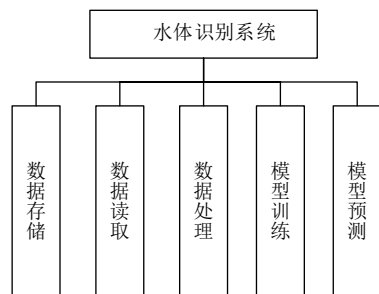 水体识别系统
数据存储
数据读取
数据处理
模型训练
模型预测